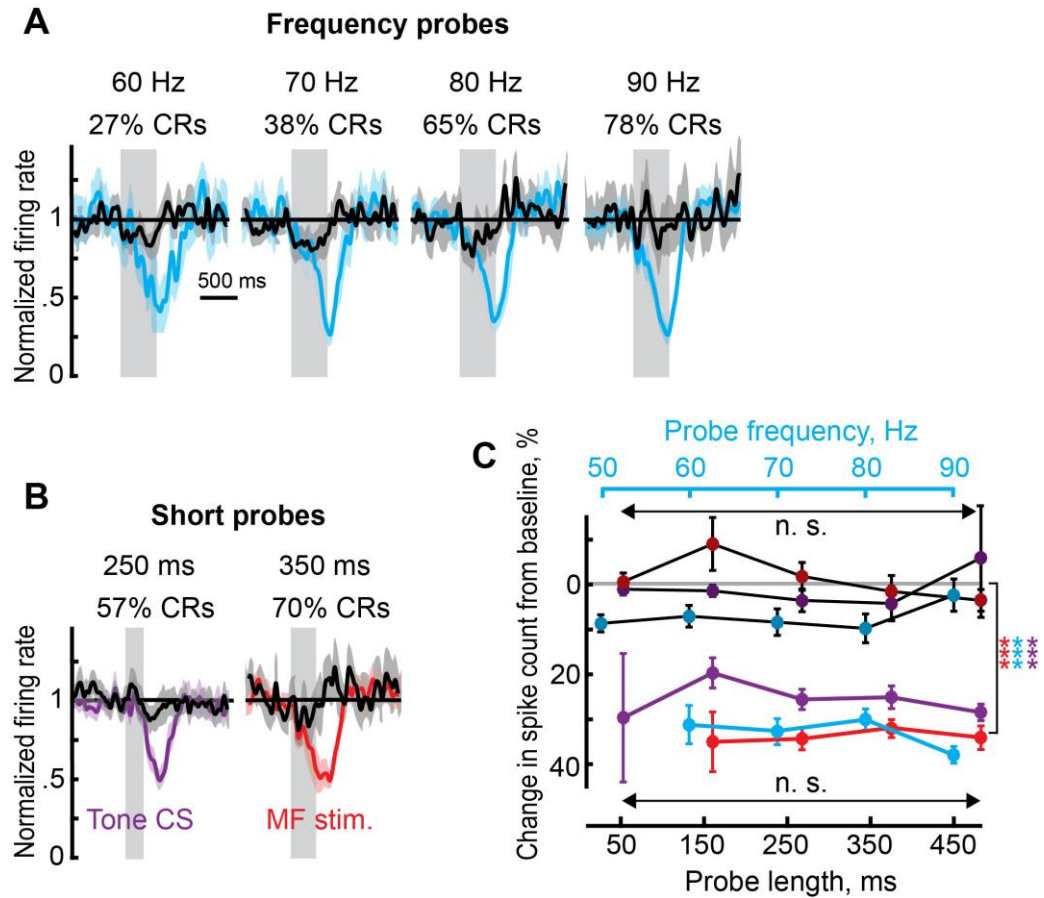 A
Frequency probes
60 Hz 70 Hz 80 Hz 90 Hz
27% CRs 38% CRs 65% CRs 78% CRs
Normalized firing rate
1
.5
0
500 ms
B
Short probes
250 ms 350 ms
57% CRs 70% CRs
Normalized firing rate
1
.5
0
Tone CS MF stim.
C
Probe frequency, Hz
50 60 70 80 90
n. s.
Change in spike count from baseline, %
0
20
40
***
***
***
n. s.
50 150 250 350 450
Probe length, ms